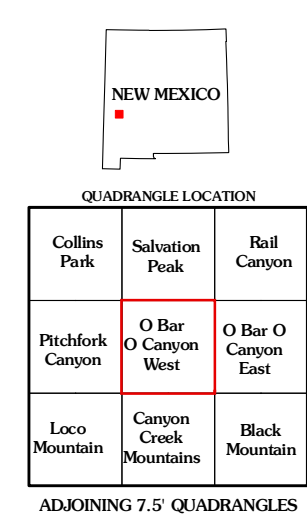 NEW MEXICO
QUADRANGLE LOCATION
Collins
Park
Salvation
Peak
Rail
Canyon
Pitchfork
Canyon
O Bar
O Canyon
West
O Bar O
Canyon
East
Loco
Mountain
Canyon
Creek
Mountains
Black
Mountain
ADJOINING 7.5' QUADRANGLES